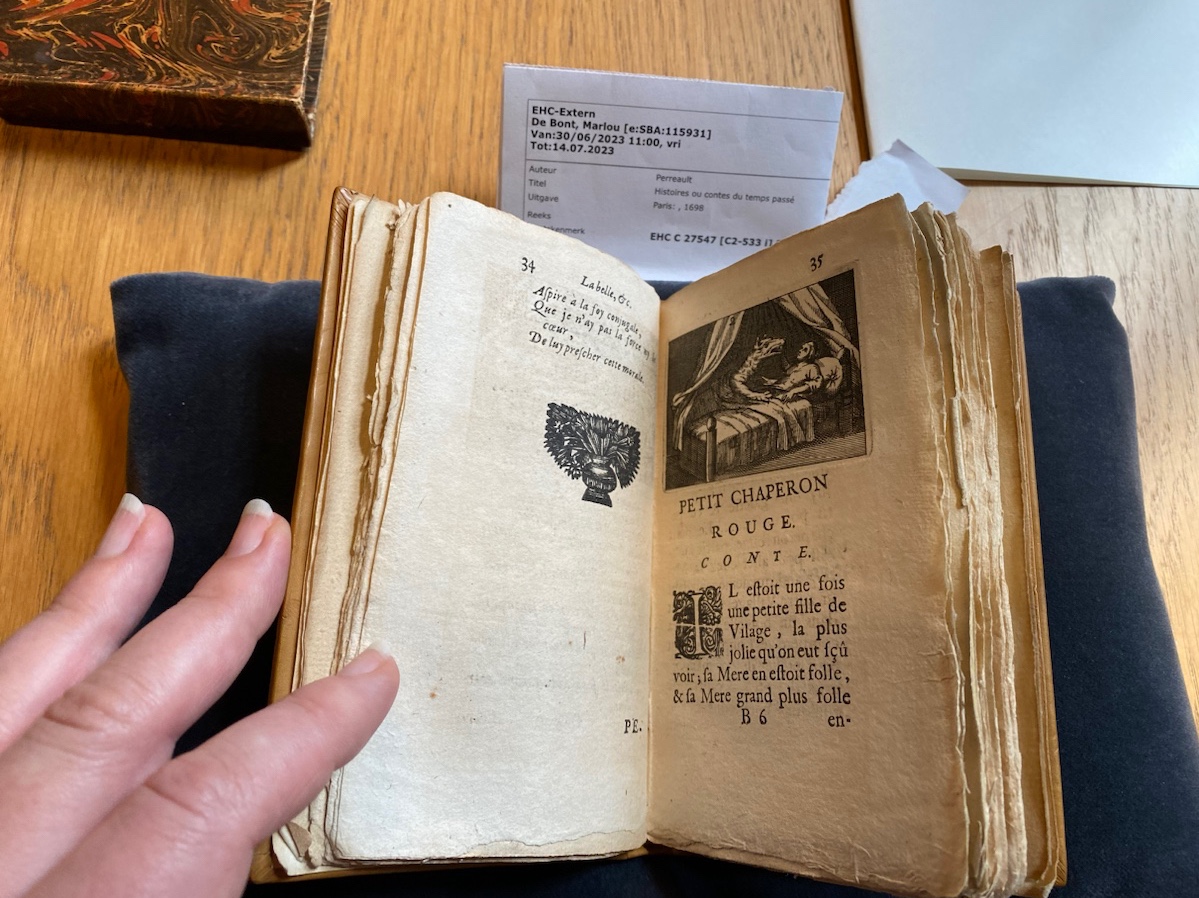 EHC-Extern
De Bont, Marlou [e:SBA:115931]
Van:30/06/2023 11:00, vri
Tot:14.07.2023
Auteur Perreault
Titel Histoires ou contes du temps passé
Uitgave Paris: , 1698
Reeks
EHC C 27547 [C2-533
34
La belle, &c.
Aſpire a la foy conjugale,
Que je n'ay pas la force ny le
cœur,
De luy preſcher cette morale.
PE.
35
PETIT CHAPERON
ROUGE.
CONTE.
IL eſtoit une fois
une petite fille de
Vilage, la plus
jolie qu'on eut ſçû
voir; ſa Mere en eſtoit folle,
& ſa Mere grand plus folle
B 6 en-